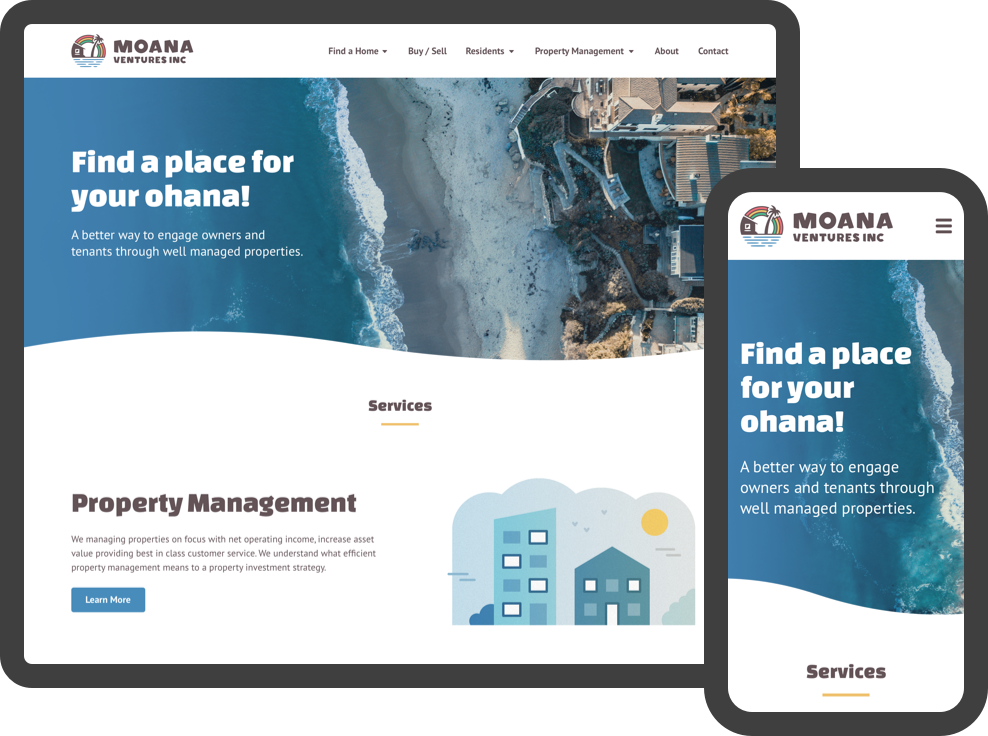 MOANA
VENTURES INC
Find a Home
Buy / Sell
Residents
Property Management
About
Contact
Find a place for
your ohana!
A better way to engage owners and
tenants through well managed properties.
Services
Property Management
We managing properties on focus with net operating income, increase asset
value providing best in class customer service. We understand what efficient
property management means to a property investment strategy.
Learn More
MOANA
VENTURES INC
Find a place
for your
ohana!
A better way to engage
owners and tenants through
well managed properties.
Services